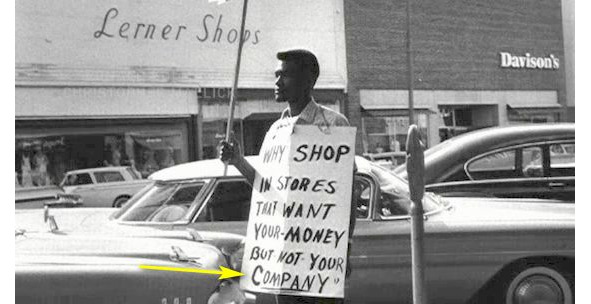 Lerner Shops
Davison's
WHY SHOP
IN STORES
THAT WANT
YOUR-MONEY
BUT NOT-YOUR
COMPANY"